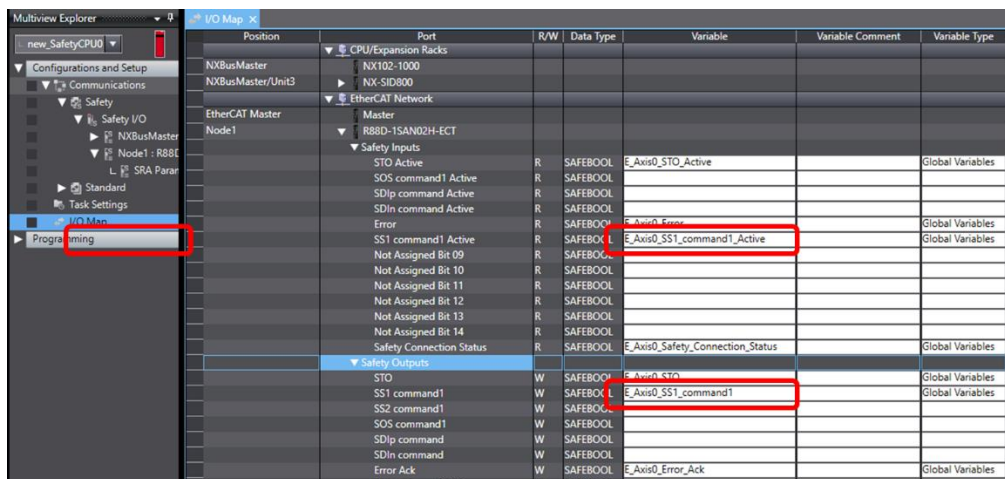 Multiview Explorer
new_SafetyCPU0
Configurations and Setup
Communications
Safety
Safety I/O
NXBusMaster
Node1 : R88D
SRA Paran
Standard
Task Settings
I/O Map
Programming
I/O Map
Position Port R/W Data Type Variable Variable Comment Variable Type
CPU/Expansion Racks
NXBusMaster NX102-1000
NXBusMaster/Unit3 NX-SID800
EtherCAT Network
EtherCAT Master Master
Node1 R88D-1SAN02H-ECT
Safety Inputs
STO Active R SAFEBOOL E_Axis0_STO_Active Global Variables
SOS command1 Active R SAFEBOOL
SDIp command Active R SAFEBOOL
SDIn command Active R SAFEBOOL
Error R SAFEBOOL E_Axis0_Error Global Variables
SS1 command1 Active R SAFEBOOL E_Axis0_SS1_command1_Active Global Variables
Not Assigned Bit 09 R SAFEBOOL
Not Assigned Bit 10 R SAFEBOOL
Not Assigned Bit 11 R SAFEBOOL
Not Assigned Bit 12 R SAFEBOOL
Not Assigned Bit 13 R SAFEBOOL
Not Assigned Bit 14 R SAFEBOOL
Safety Connection Status R SAFEBOOL E_Axis0_Safety_Connection_Status Global Variables
Safety Outputs
STO W SAFEBOOL E_Axis0_STO Global Variables
SS1 command1 W SAFEBOOL E_Axis0_SS1_command1 Global Variables
SS2 command1 W SAFEBOOL
SOS command1 W SAFEBOOL
SDIp command W SAFEBOOL
SDIn command W SAFEBOOL
Error Ack W SAFEBOOL E_Axis0_Error_Ack Global Variables